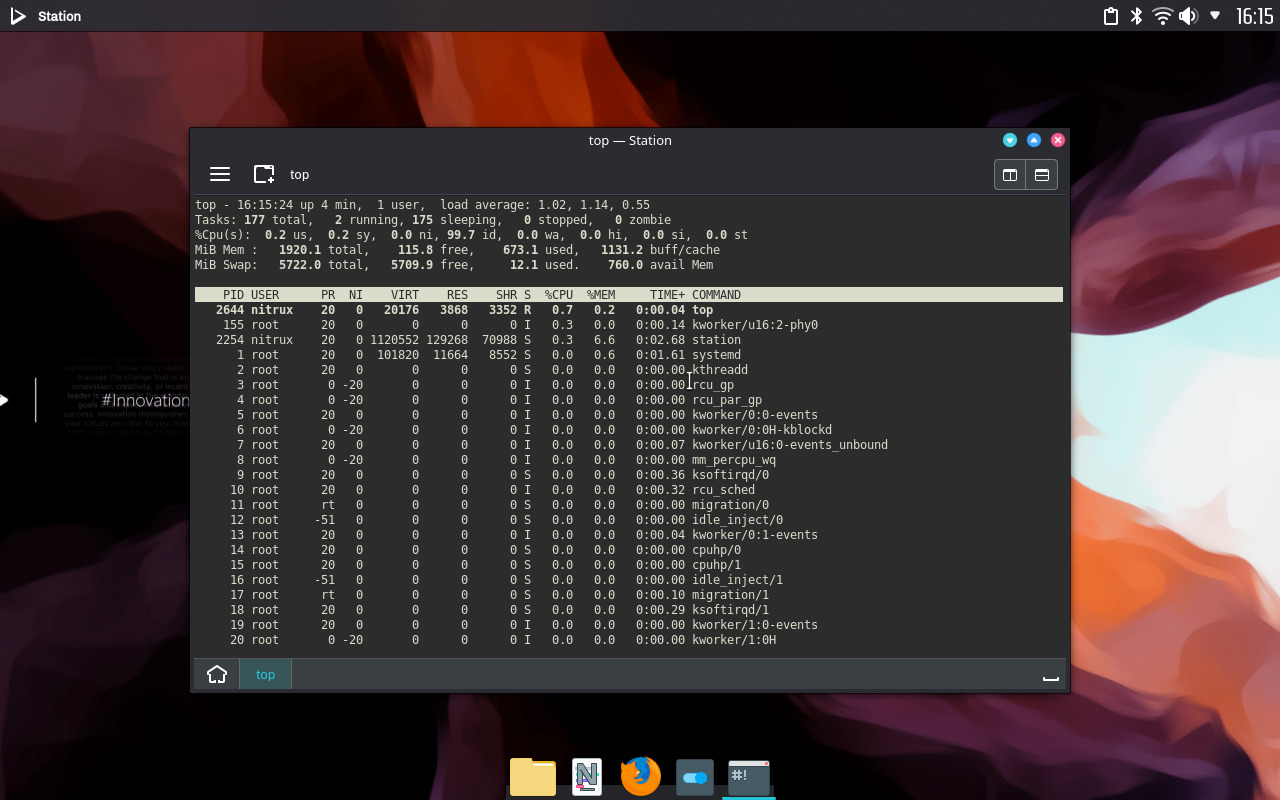 Station
16:15
top — Station
top
top - 16:15:24 up 4 min,  1 user,  load average: 1.02, 1.14, 0.55
Tasks: 177 total,   2 running, 175 sleeping,   0 stopped,   0 zombie
%Cpu(s):  0.2 us,  0.2 sy,  0.0 ni, 99.7 id,  0.0 wa,  0.0 hi,  0.0 si,  0.0 st
MiB Mem :   1920.1 total,    115.8 free,    673.1 used,   1131.2 buff/cache
MiB Swap:   5722.0 total,   5709.9 free,     12.1 used.    760.0 avail Mem
PID USER PR NI VIRT RES SHR S %CPU %MEM TIME+ COMMAND
2644 nitrux 20 0 20176 3868 3352 R 0.7 0.2 0:00.04 top
155 root 20 0 0 0 0 I 0.3 0.0 0:00.14 kworker/u16:2-phy0
2254 nitrux 20 0 1120552 129268 70988 S 0.3 6.6 0:02.68 station
1 root 20 0 101820 11664 8552 S 0.0 0.6 0:01.61 systemd
2 root 20 0 0 0 0 S 0.0 0.0 0:00.00 kthreadd
3 root 0 -20 0 0 0 I 0.0 0.0 0:00.00 rcu_gp
4 root 0 -20 0 0 0 I 0.0 0.0 0:00.00 rcu_par_gp
5 root 20 0 0 0 0 I 0.0 0.0 0:00.00 kworker/0:0-events
6 root 0 -20 0 0 0 I 0.0 0.0 0:00.00 kworker/0:0H-kblockd
7 root 20 0 0 0 0 I 0.0 0.0 0:00.07 kworker/u16:0-events_unbound
8 root 0 -20 0 0 0 I 0.0 0.0 0:00.00 mm_percpu_wq
9 root 20 0 0 0 0 S 0.0 0.0 0:00.36 ksoftirqd/0
10 root 20 0 0 0 0 I 0.0 0.0 0:00.32 rcu_sched
11 root rt 0 0 0 0 S 0.0 0.0 0:00.00 migration/0
12 root -51 0 0 0 0 S 0.0 0.0 0:00.00 idle_inject/0
13 root 20 0 0 0 0 I 0.0 0.0 0:00.04 kworker/0:1-events
14 root 20 0 0 0 0 S 0.0 0.0 0:00.00 cpuhp/0
15 root 20 0 0 0 0 S 0.0 0.0 0:00.00 cpuhp/1
16 root -51 0 0 0 0 S 0.0 0.0 0:00.00 idle_inject/1
17 root rt 0 0 0 0 S 0.0 0.0 0:00.10 migration/1
18 root 20 0 0 0 0 S 0.0 0.0 0:00.29 ksoftirqd/1
19 root 20 0 0 0 0 I 0.0 0.0 0:00.00 kworker/1:0-events
20 root 0 -20 0 0 0 I 0.0 0.0 0:00.00 kworker/1:0H
#Innovation
top
#!